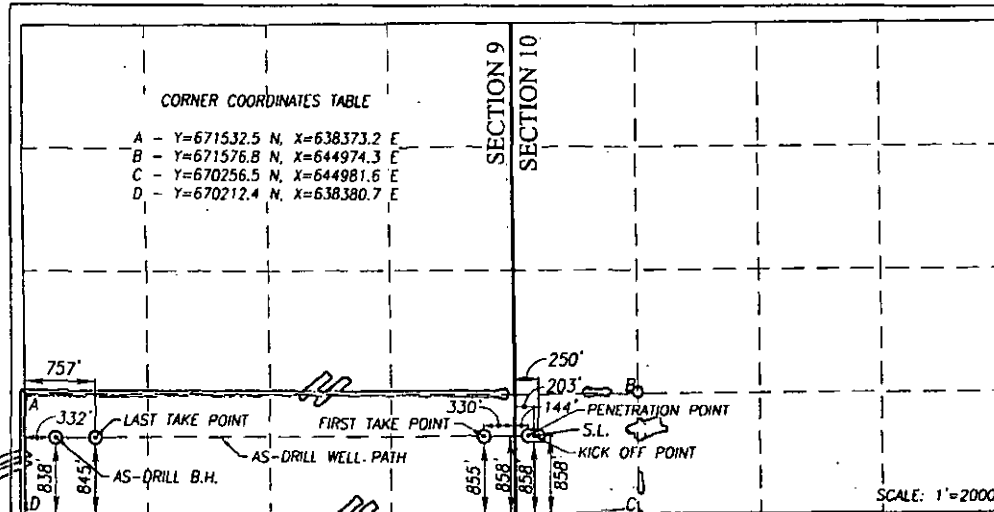 SECTION 9
SECTION 10
CORNER COORDINATES TABLE
A - Y=671532.5 N, X=638373.2 E
B - Y=671576.8 N, X=644974.3 E
C - Y=670256.5 N, X=644981.6 E
D - Y=670212.4 N, X=638380.7 E
757'
250'
203'
B
A
330'
144'
PENETRATION POINT
332'
LAST TAKE POINT
FIRST TAKE POINT
S.L.
KICK OFF POINT
AS-DRILL WELL PATH
AS-DRILL B.H.
838'
845'
855'
858'
858'
858'
D
C
SCALE: 1"=2000